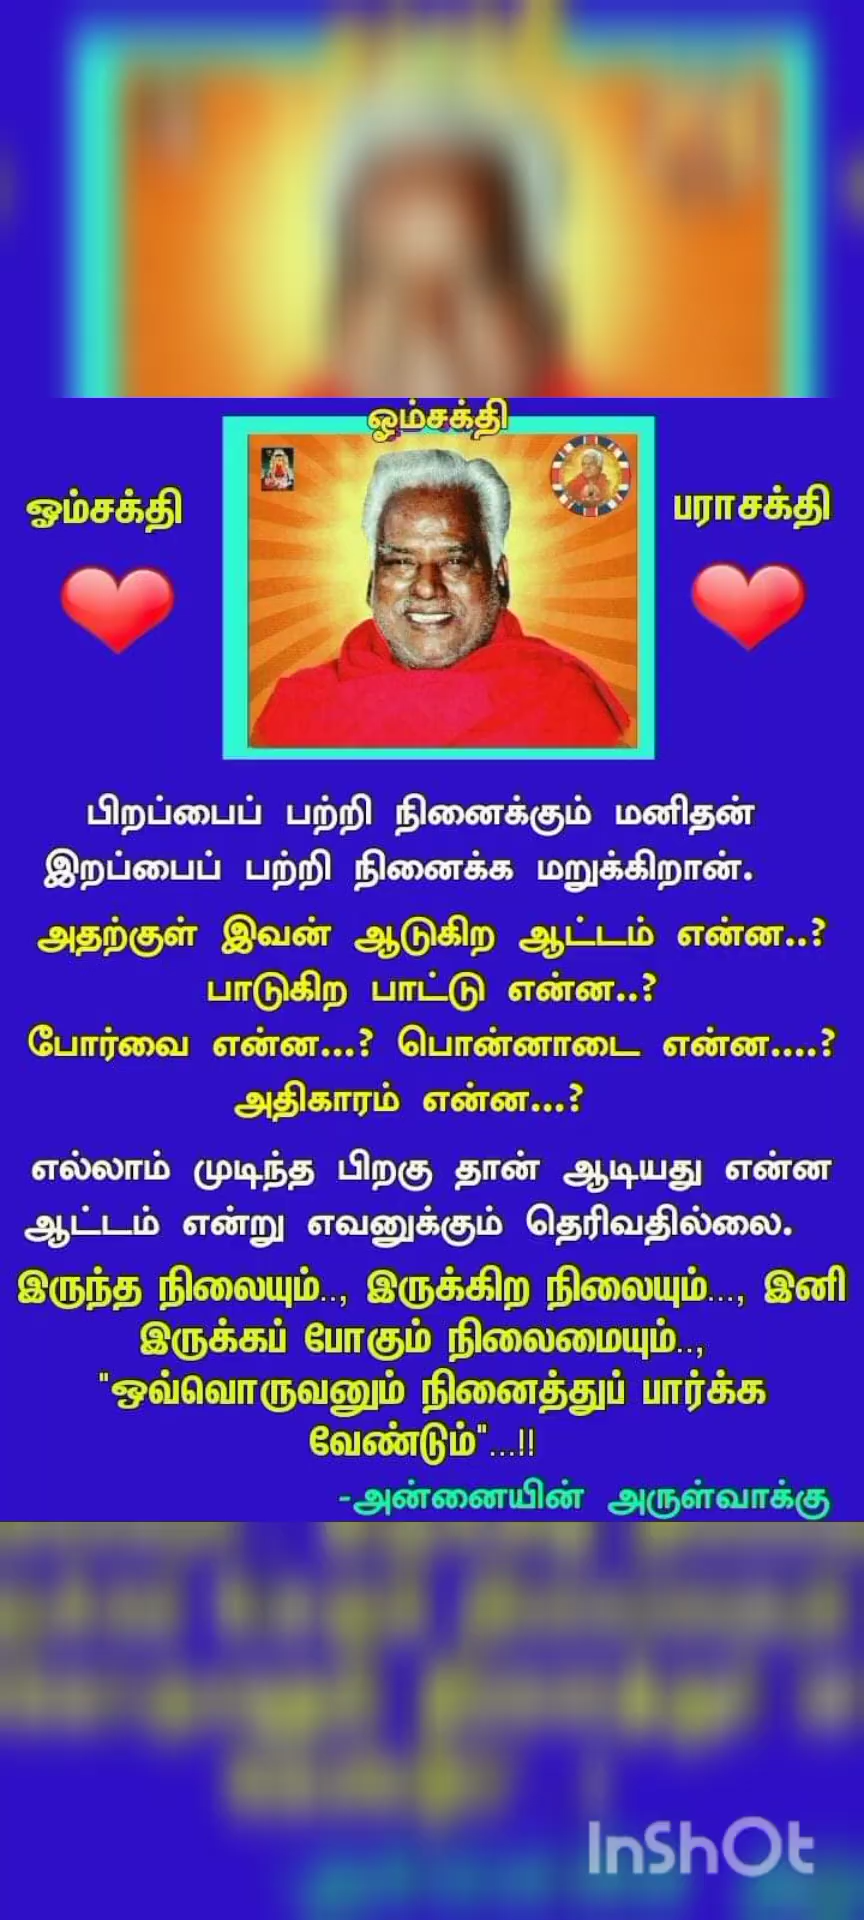 ஓம்சக்தி
ஓம்சக்தி
பராசக்தி
பிறப்பைப் பற்றி நினைக்கும் மனிதன்
இறப்பைப் பற்றி நினைக்க மறுக்கிறான்.
அதற்குள் இவன் ஆடுகிற ஆட்டம் என்ன..?
பாடுகிற பாட்டு என்ன..?
போர்வை என்ன...? பொன்னாடை என்ன....?
அதிகாரம் என்ன...?
எல்லாம் முடிந்த பிறகு தான் ஆடியது என்ன
ஆட்டம் என்று எவனுக்கும் தெரிவதில்லை.
இருந்த நிலையும்.., இருக்கிற நிலையும்..., இனி
இருக்கப் போகும் நிலைமையும்..,
"ஒவ்வொருவனும் நினைத்துப் பார்க்க
வேண்டும்"...!!
-அன்னையின் அருள்வாக்கு
InShOt